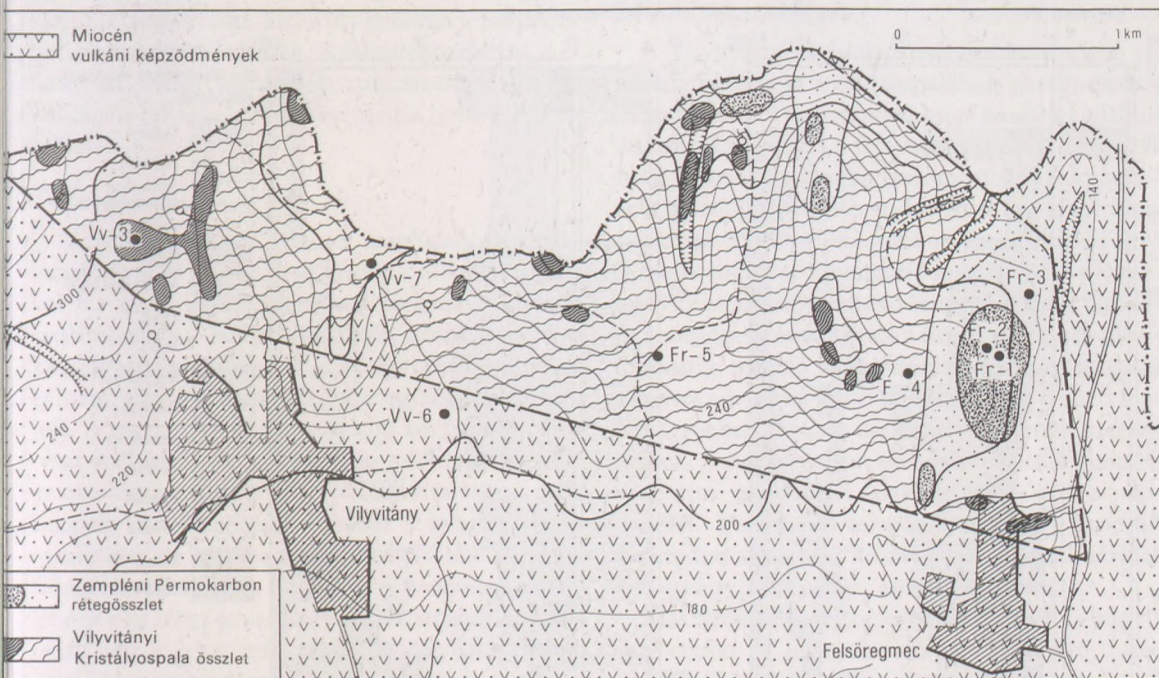 Miocén
vulkáni képződmények
0 1 km
140
Vv-3
Vv-7
Fr-3
300
Fr-2
Fr-1
Fr-5
F-4
240
Vv-6
240
220
Vilyvitány
200
180
Zempléni Permokarbon
rétegösszlet
Vilyvitányi
Kristályospala összlet
Felsöregmec